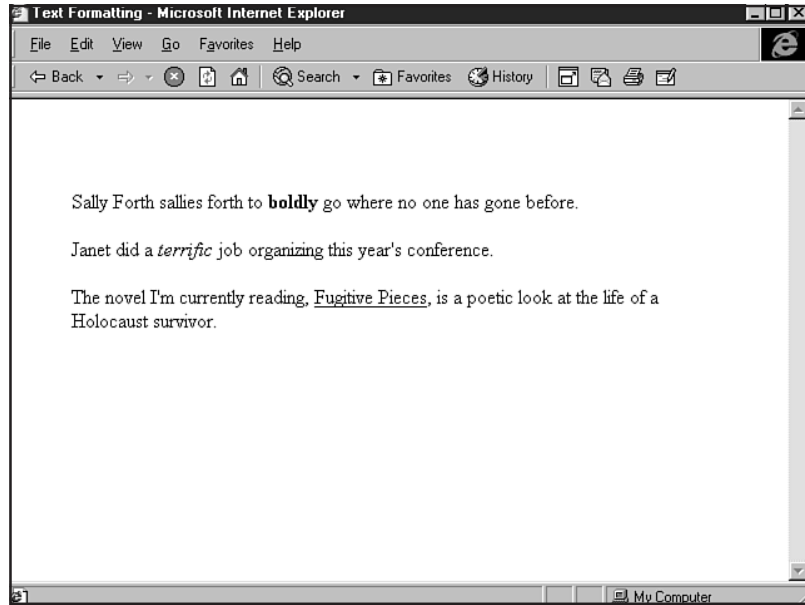 Text Formatting - Microsoft Internet Explorer
File Edit View Go Favorites Help
Back Search Favorites History
Sally Forth sallies forth to boldly go where no one has gone before.
Janet did a terrific job organizing this year's conference.
The novel I'm currently reading, Fugitive Pieces, is a poetic look at the life of a
Holocaust survivor.
My Computer